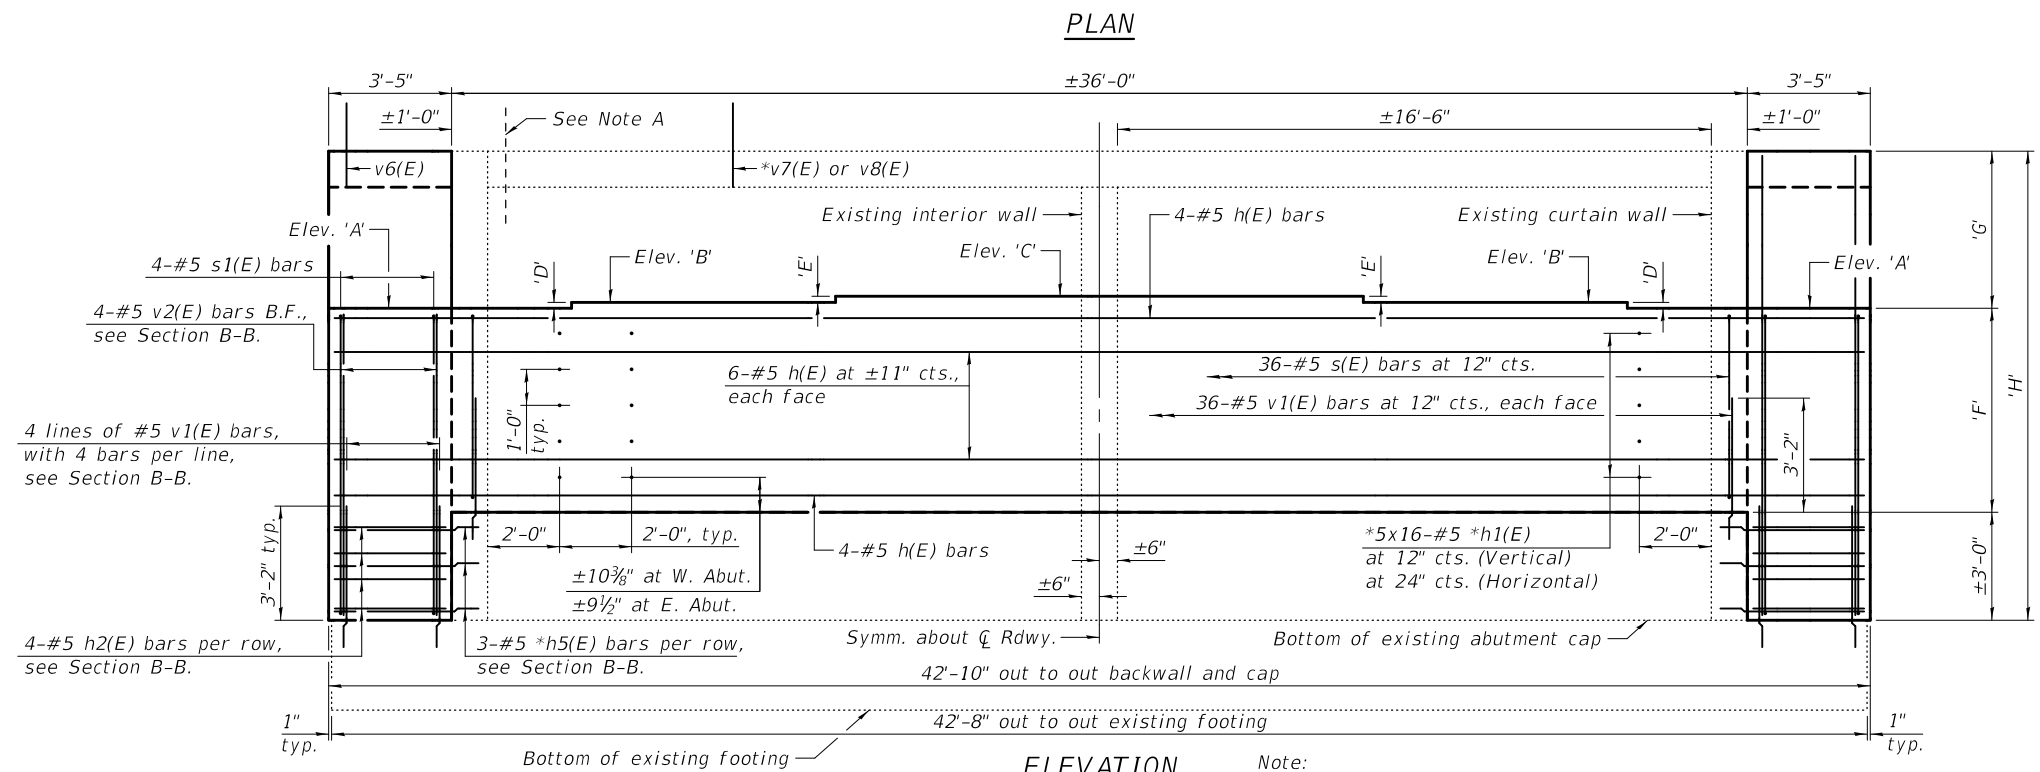 PLAN
3'-5"
±36'-0"
3'-5"
±1'-0"
See Note A
±16'-6"
±1'-0"
v6(E)
*v7(E) or v8(E)
Existing interior wall
4-#5 h(E) bars
Existing curtain wall
'G'
Elev. 'A'
Elev. 'B'
Elev. 'C'
Elev. 'B'
Elev. 'A'
4-#5 s1(E) bars
'D'
'E'
'E'
'D'
4-#5 v2(E) bars B.F.,
see Section B-B.
6-#5 h(E) at ±11" cts.,
each face
36-#5 s(E) bars at 12" cts.
36-#5 v1(E) bars at 12" cts., each face
'H'
'F'
1'-0"
typ.
3'-2"
4 lines of #5 v1(E) bars,
with 4 bars per line,
see Section B-B.
3'-2" typ.
2'-0"
2'-0", typ.
4-#5 h(E) bars
±6"
*5x16-#5 *h1(E)
at 12" cts. (Vertical)
at 24" cts. (Horizontal)
2'-0"
±3'-0"
±10⅜" at W. Abut.
±9½" at E. Abut.
±6"
4-#5 h2(E) bars per row,
see Section B-B.
3-#5 *h5(E) bars per row,
see Section B-B.
Symm. about ℄ Rdwy.
Bottom of existing abutment cap
42'-10" out to out backwall and cap
1"
typ.
42'-8" out to out existing footing
1"
typ.
Bottom of existing footing
ELEVATION
Note: